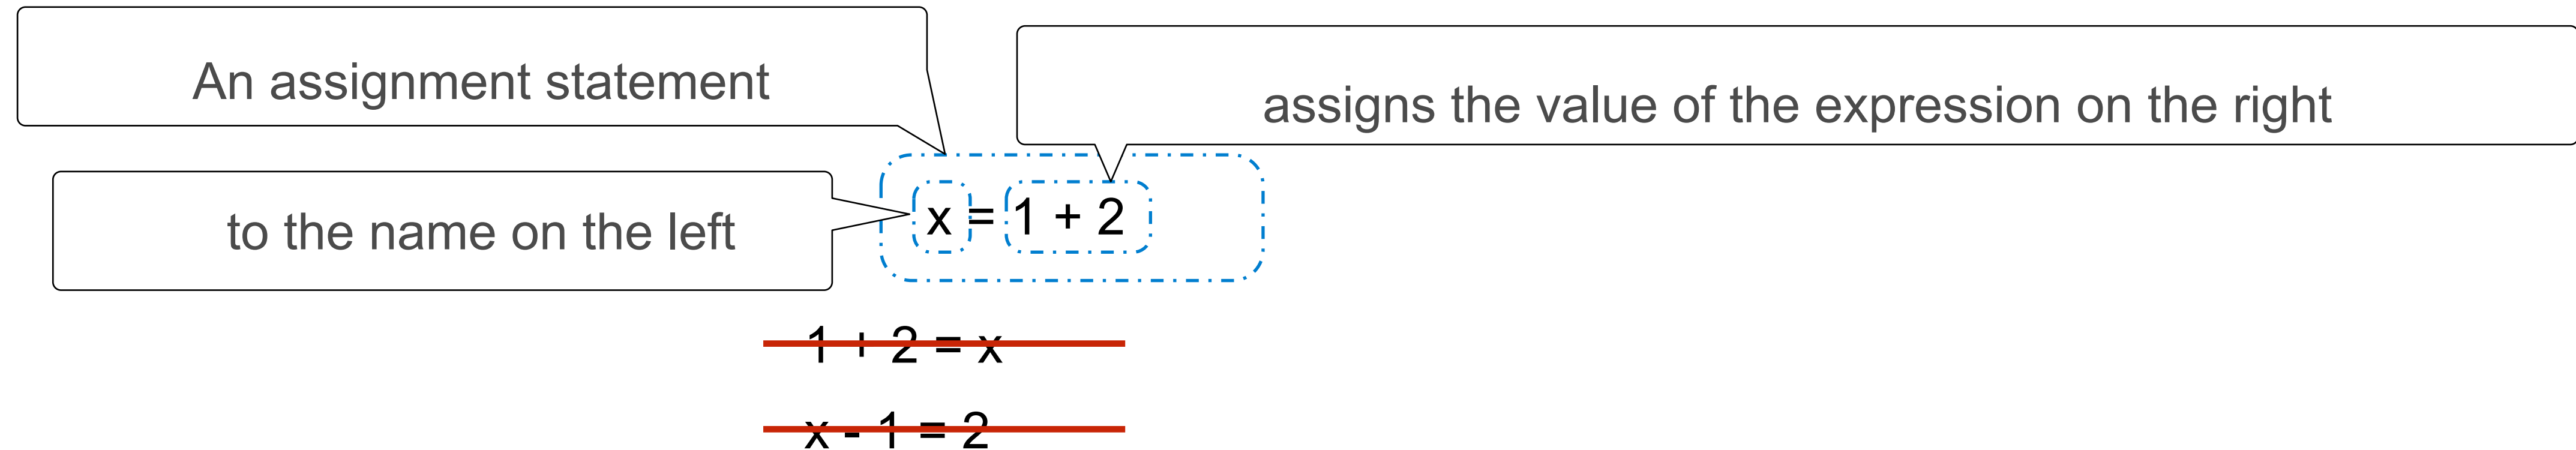 An assignment statement
assigns the value of the expression on the right
to the name on the left
x = 1 + 2
1 + 2 = x
x - 1 = 2